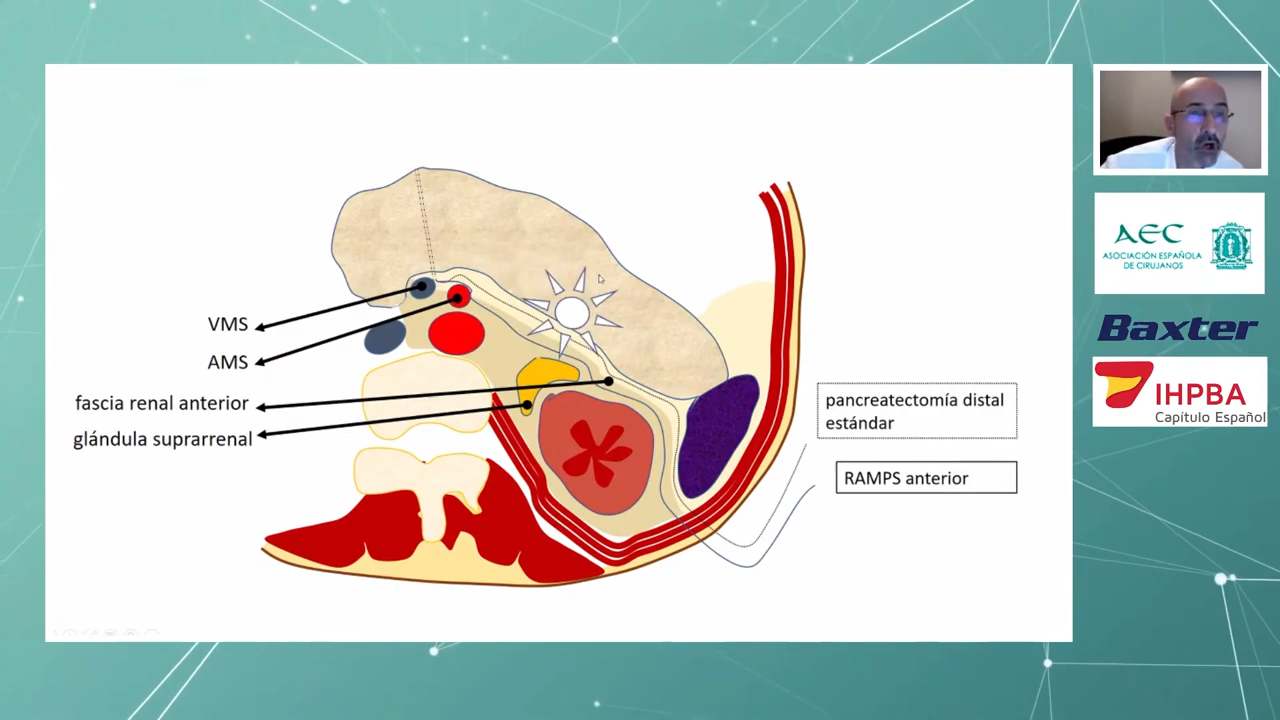 VMS
AMS
fascia renal anterior
glándula suprarrenal
pancreatectomía distal
estándar
RAMPS anterior
AEC
ASOCIACIÓN ESPAÑOLA
DE CIRUJANOS
Baxter
IHPBA
Capítulo Español